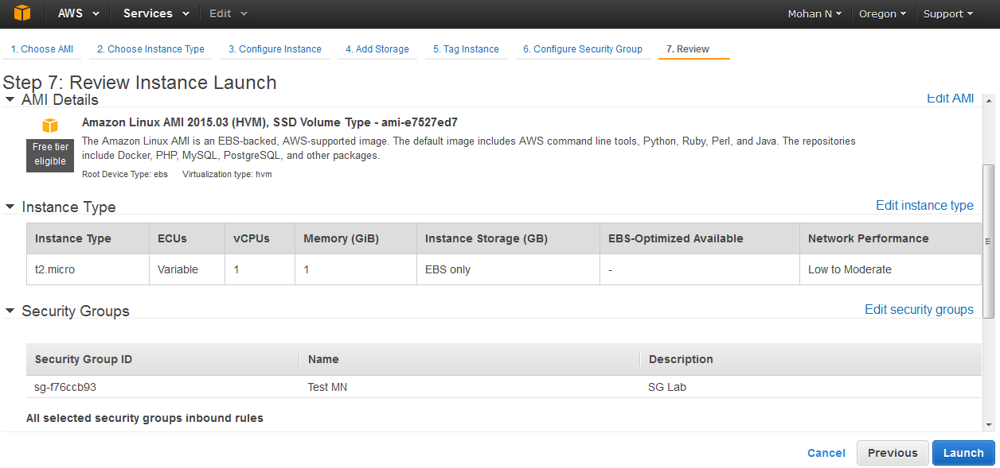 AWS Services Edit Mohan N Oregon Support
1. Choose AMI 2. Choose Instance Type 3. Configure Instance 4. Add Storage 5. Tag Instance 6. Configure Security Group 7. Review
Step 7: Review Instance Launch
AMI Details Edit AMI
Amazon Linux AMI 2015.03 (HVM), SSD Volume Type - ami-e7527ed7
Free tier
eligible
The Amazon Linux AMI is an EBS-backed, AWS-supported image. The default image includes AWS command line tools, Python, Ruby, Perl, and Java. The repositories
include Docker, PHP, MySQL, PostgreSQL, and other packages.
Root Device Type: ebs Virtualization type: hvm
Instance Type Edit instance type
Instance Type ECUs vCPUs Memory (GiB) Instance Storage (GB) EBS-Optimized Available Network Performance
t2.micro Variable 1 1 EBS only - Low to Moderate
Security Groups Edit security groups
Security Group ID Name Description
sg-f76ccb93 Test MN SG Lab
All selected security groups inbound rules
Cancel Previous Launch